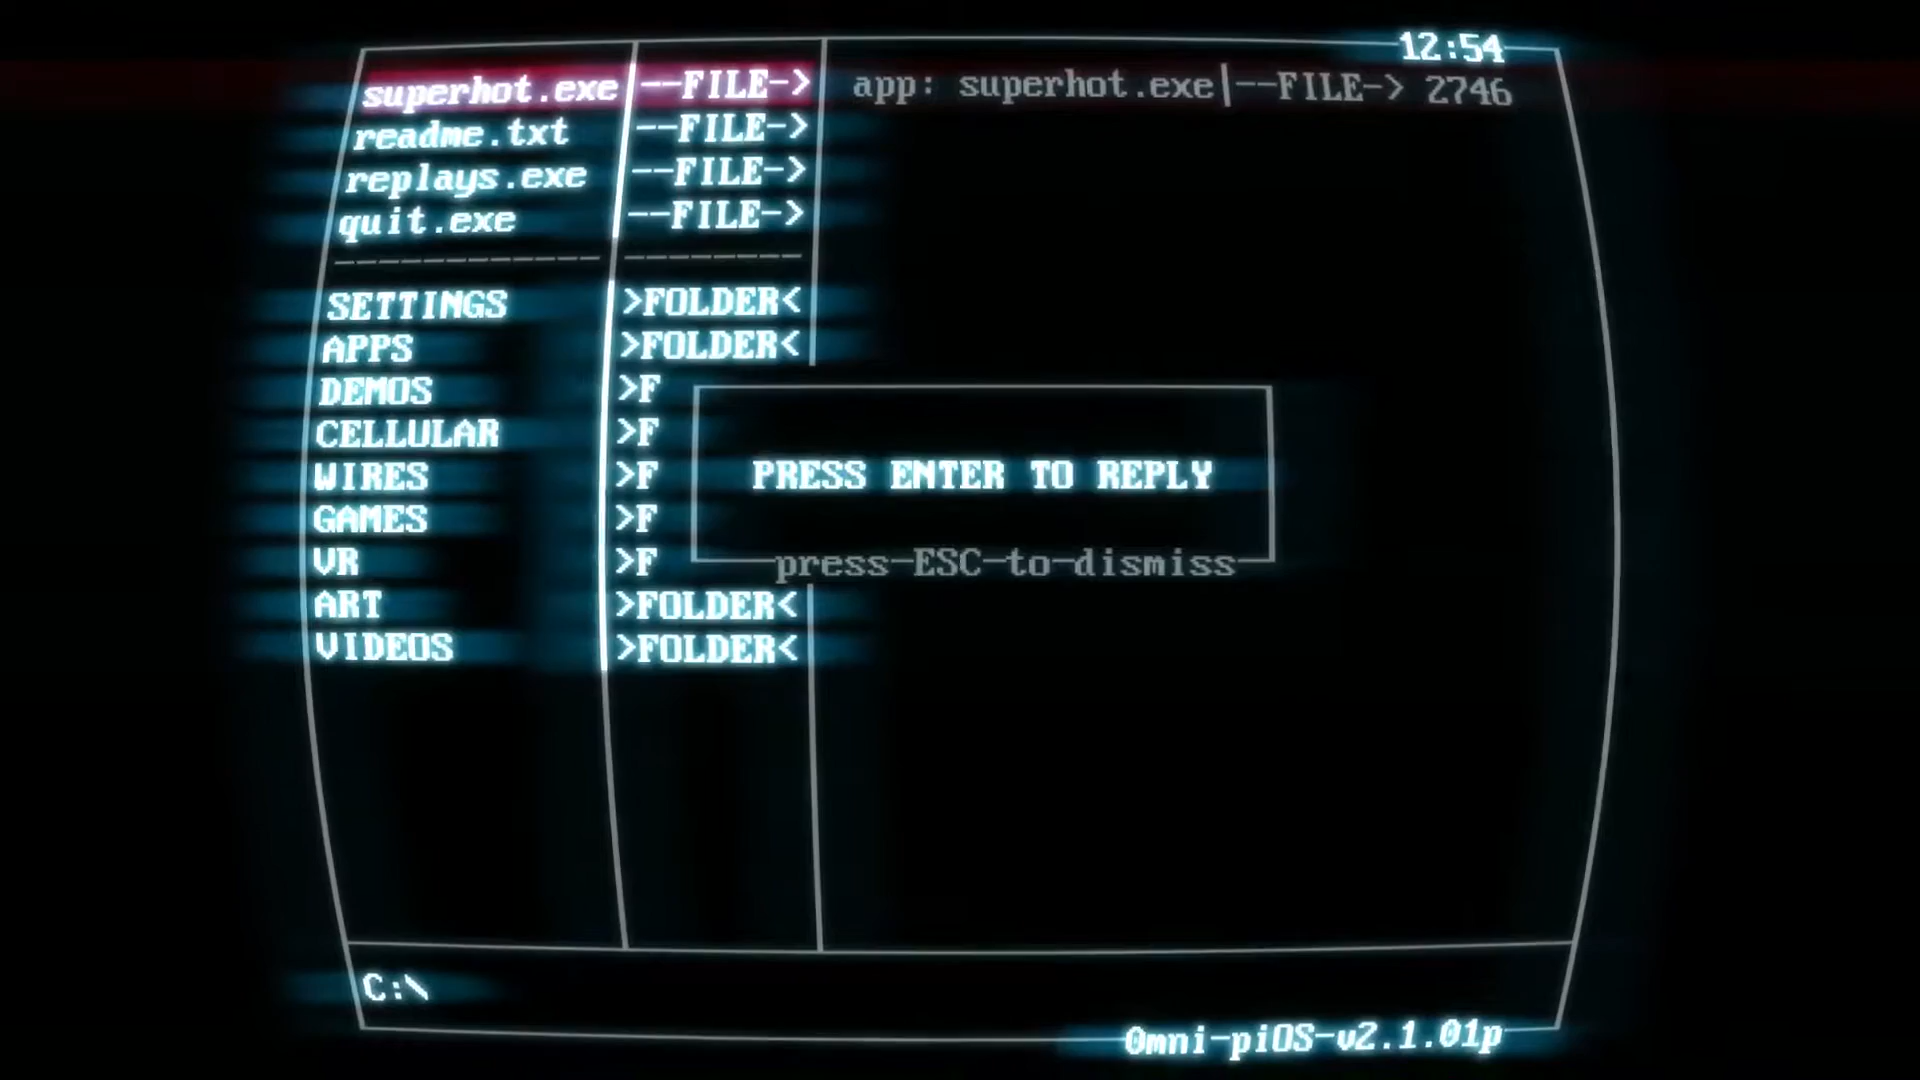 12:54
superhot.exe --FILE-> app: superhot.exe|--FILE-> 2746
readme.txt --FILE->
replays.exe --FILE->
quit.exe --FILE->
SETTINGS >FOLDER<
APPS >FOLDER<
DEMOS >F
CELLULAR >F
WIRES >F
PRESS ENTER TO REPLY
GAMES >F
VR >F
press-ESC-to-dismiss
ART >FOLDER<
VIDEOS >FOLDER<
C:\
0mni-piOS-v2.1.01p